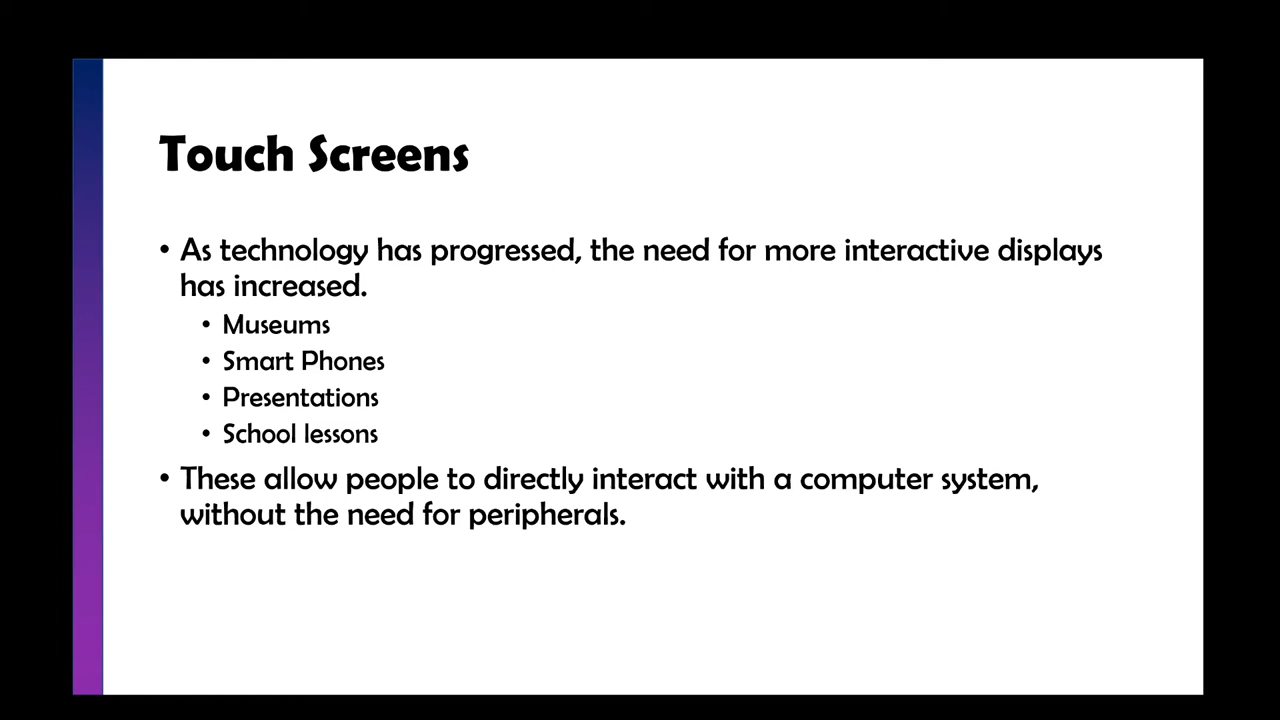 Touch Screens
• As technology has progressed, the need for more interactive displays
has increased.
• Museums
• Smart Phones
• Presentations
• School lessons
• These allow people to directly interact with a computer system,
without the need for peripherals.